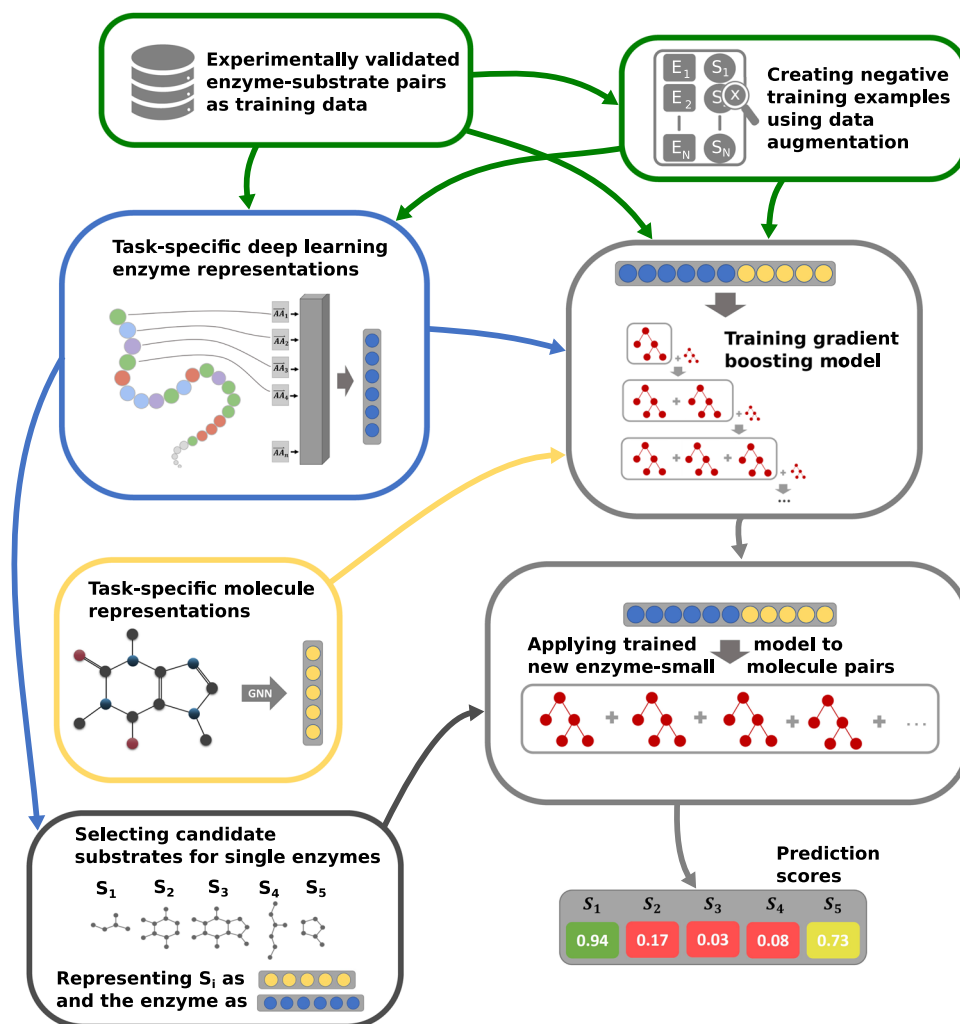 Experimentally validated
enzyme-substrate pairs
as training data
E1 S1
E2 S X
EN SN
Creating negative
training examples
using data
augmentation
Task-specific deep learning
enzyme representations
AA1
AA2
AA3
AA4
AAn
Training gradient
boosting model
+
+ +
+ + +
...
Task-specific molecule
representations
GNN
Applying trained model to
new enzyme-small molecule pairs
+ + + + ...
Selecting candidate
substrates for single enzymes
S1 S2 S3 S4 S5
Representing Si as
and the enzyme as
Prediction
scores
S1 S2 S3 S4 S5
0.94 0.17 0.03 0.08 0.73